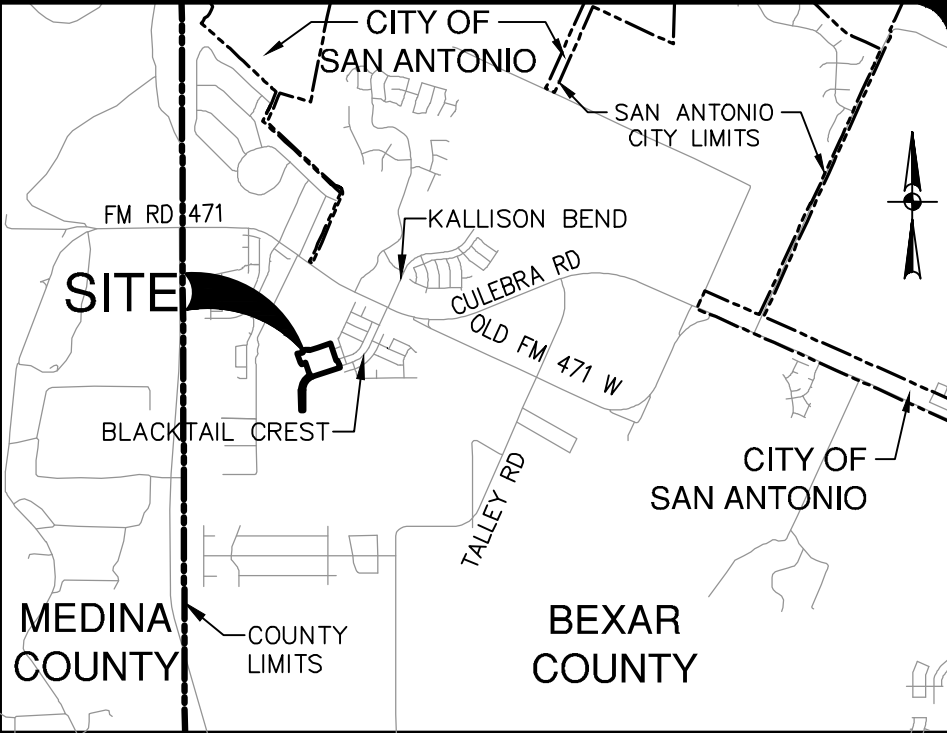 CITY OF
SAN ANTONIO
SAN ANTONIO
CITY LIMITS
FM RD 471
KALLISON BEND
SITE
CULEBRA RD
OLD FM 471 W
BLACKTAIL CREST
CITY OF
SAN ANTONIO
TALLEY RD
MEDINA
COUNTY
COUNTY
LIMITS
BEXAR
COUNTY